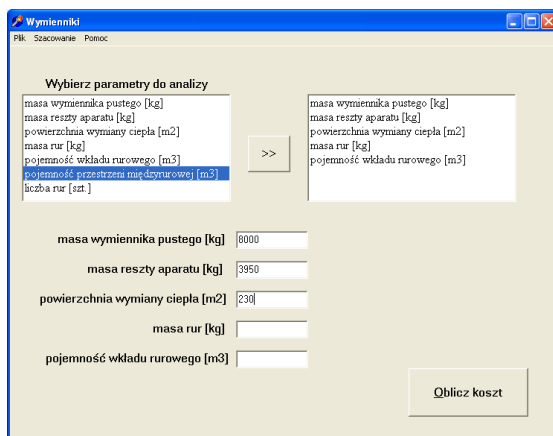 Wymienniki
Plik Szacowanie Pomoc
Wybierz parametry do analizy
masa wymiennika pustego [kg]
masa reszty aparatu [kg]
powierzchnia wymiany ciepła [m2]
masa rur [kg]
pojemność wkładu rurowego [m3]
pojemność przestrzeni międzyrurowej [m3]
liczba rur [szt.]
>>
masa wymiennika pustego [kg]
masa reszty aparatu [kg]
powierzchnia wymiany ciepła [m2]
masa rur [kg]
pojemność wkładu rurowego [m3]
masa wymiennika pustego [kg] 8000
masa reszty aparatu [kg] 3950
powierzchnia wymiany ciepła [m2] 230
masa rur [kg]
pojemność wkładu rurowego [m3]
Oblicz koszt